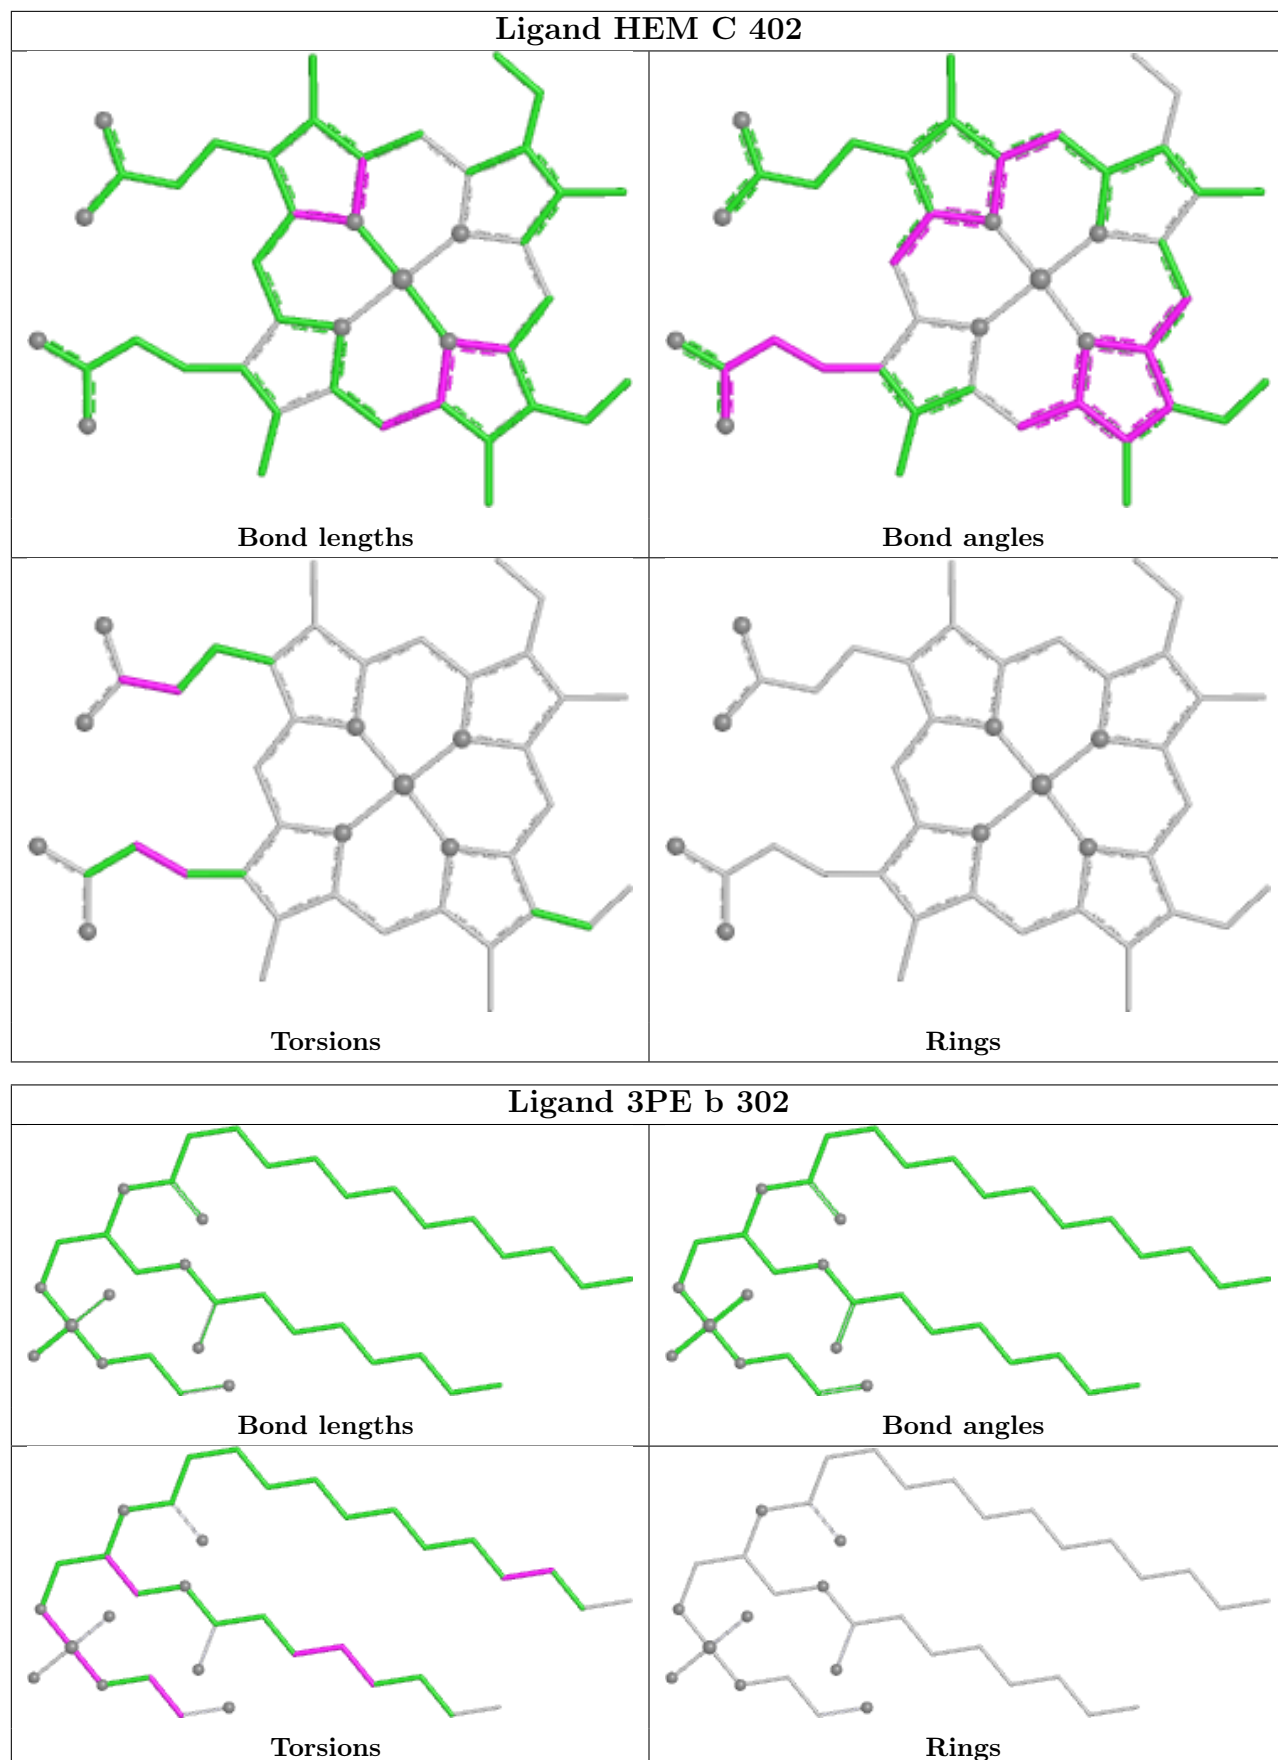 Ligand HEM C 402
Bond lengths
Bond angles
Torsions
Rings
Ligand 3PE b 302
Bond lengths
Bond angles
Torsions
Rings